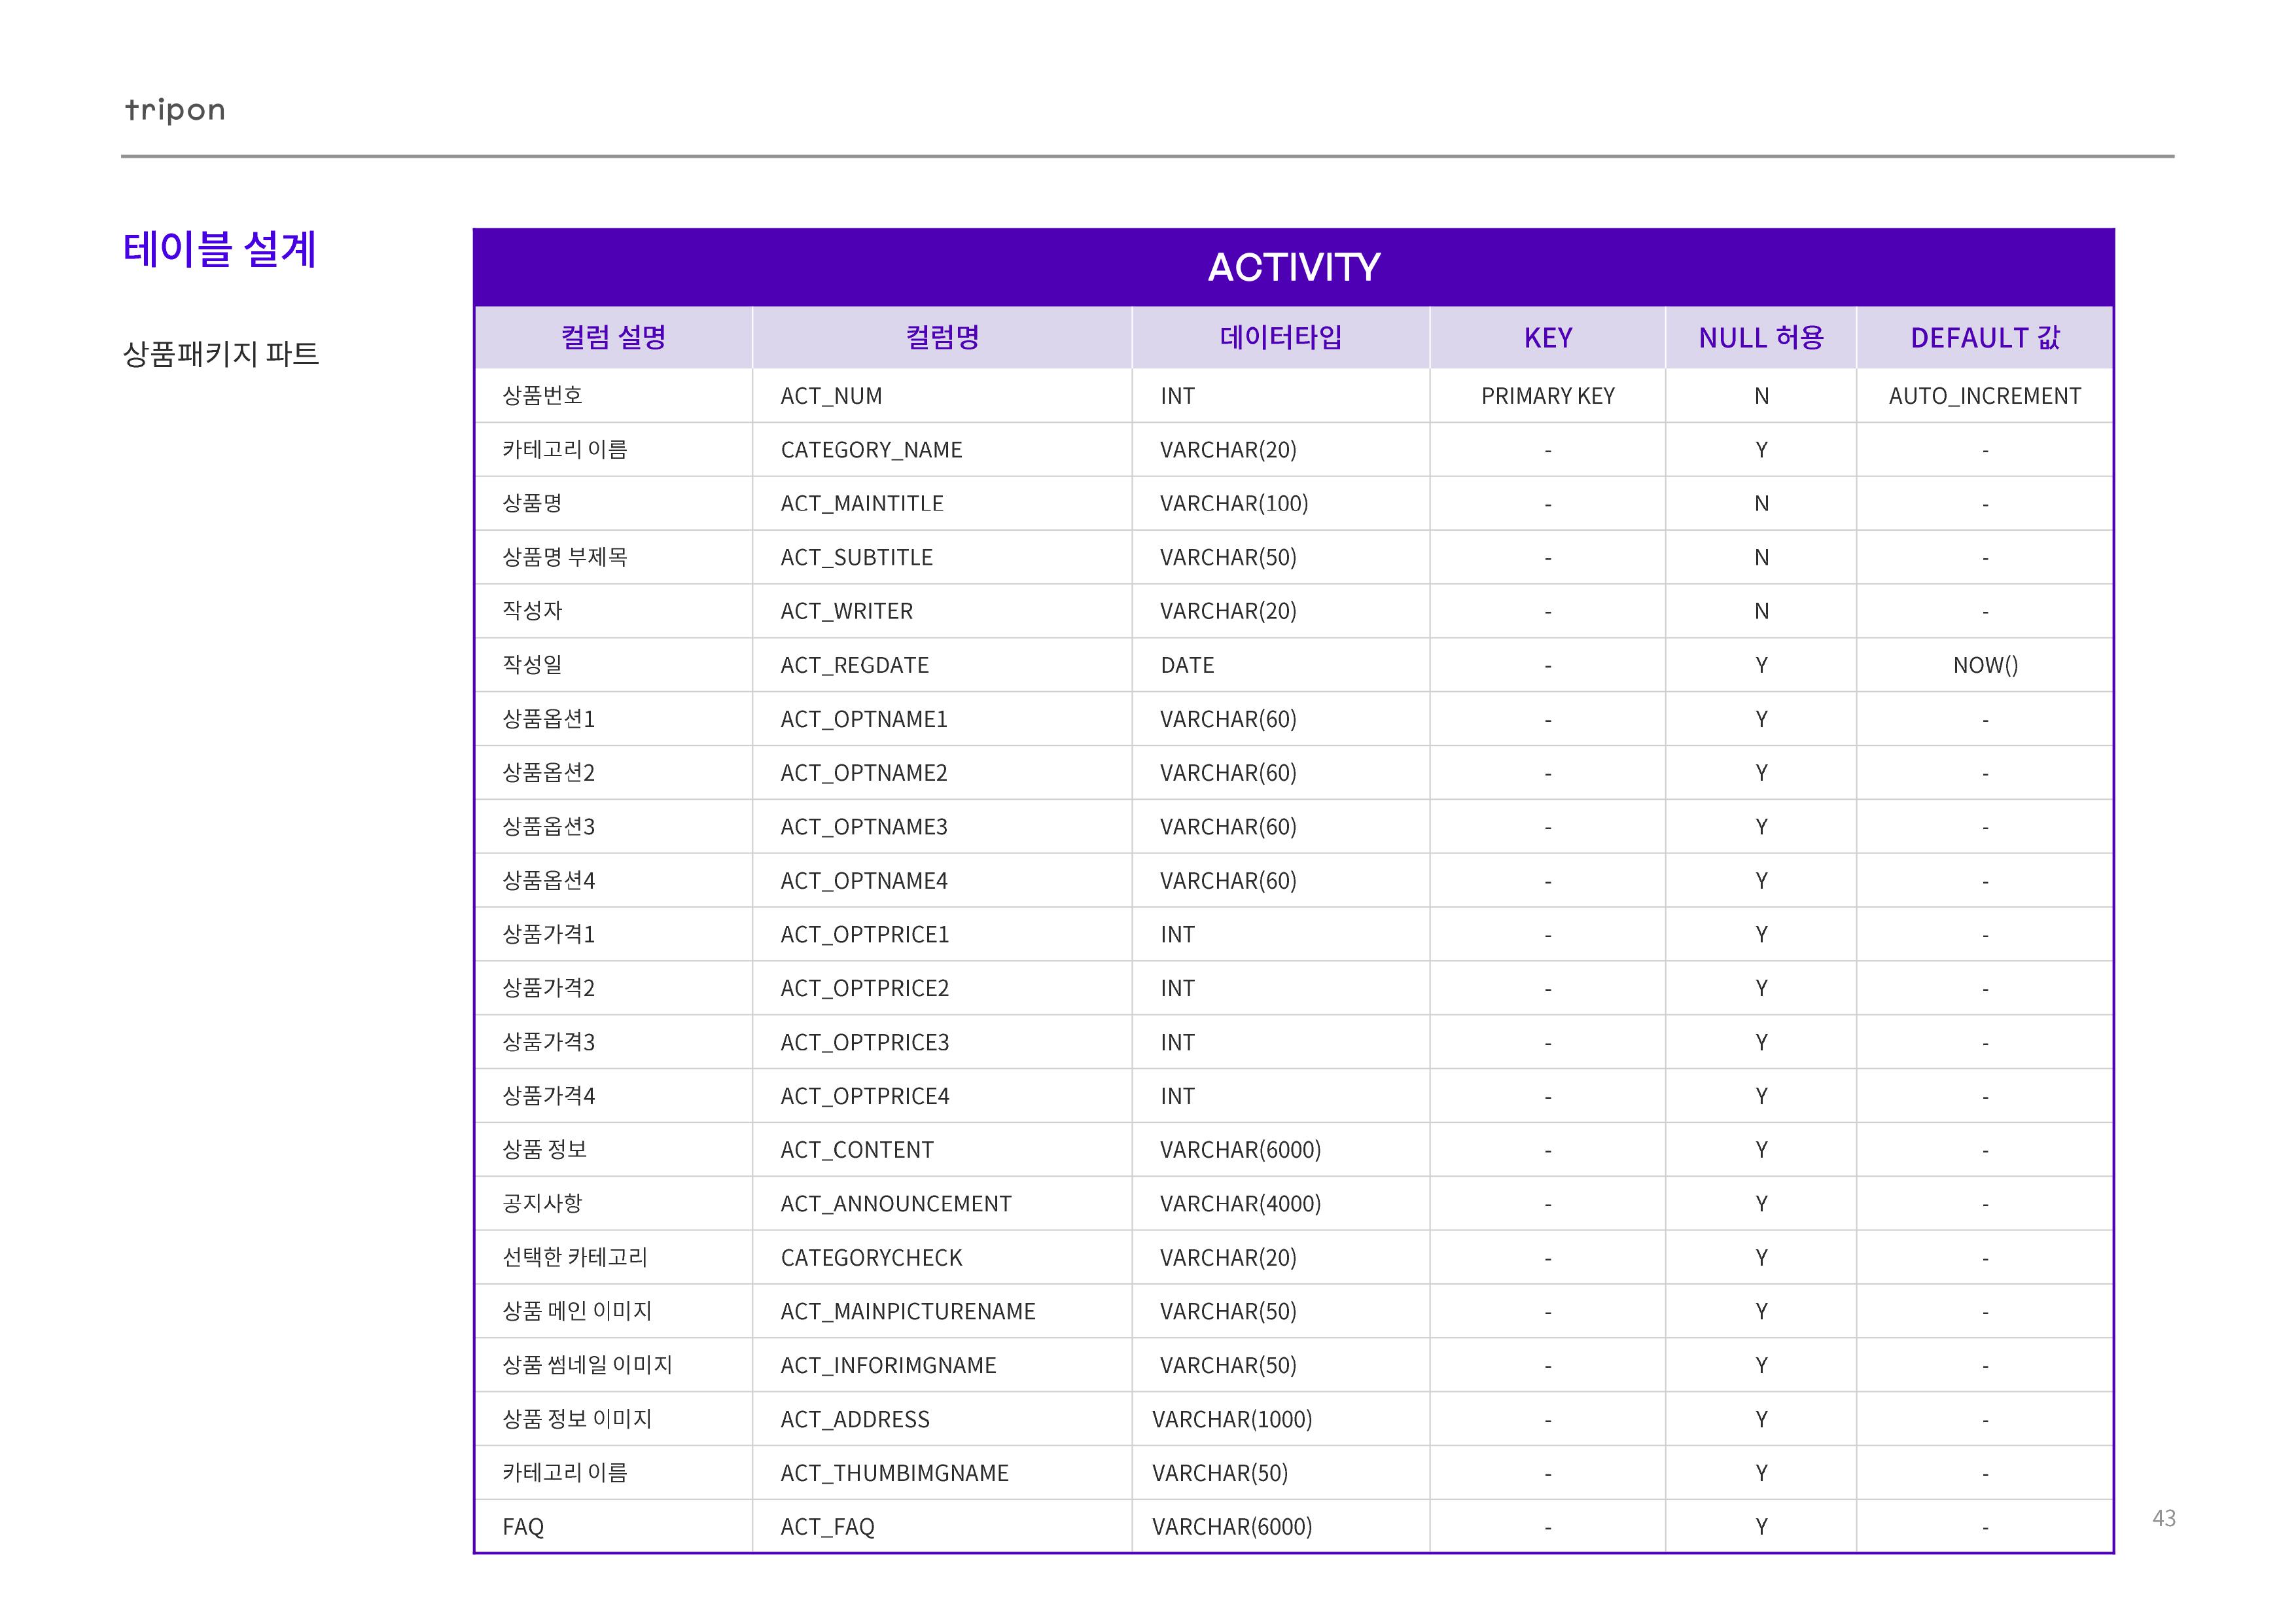 tripon
테이블 설계
상품패키지 파트
ACTIVITY
컬럼 설명 컬럼명 데이터타입 KEY NULL 허용 DEFAULT 값
상품번호 ACT_NUM INT PRIMARY KEY N AUTO_INCREMENT
카테고리 이름 CATEGORY_NAME VARCHAR(20) - Y -
상품명 ACT_MAINTITLE VARCHAR(100) - N -
상품명 부제목 ACT_SUBTITLE VARCHAR(50) - N -
작성자 ACT_WRITER VARCHAR(20) - N -
작성일 ACT_REGDATE DATE - Y NOW()
상품옵션1 ACT_OPTNAME1 VARCHAR(60) - Y -
상품옵션2 ACT_OPTNAME2 VARCHAR(60) - Y -
상품옵션3 ACT_OPTNAME3 VARCHAR(60) - Y -
상품옵션4 ACT_OPTNAME4 VARCHAR(60) - Y -
상품가격1 ACT_OPTPRICE1 INT - Y -
상품가격2 ACT_OPTPRICE2 INT - Y -
상품가격3 ACT_OPTPRICE3 INT - Y -
상품가격4 ACT_OPTPRICE4 INT - Y -
상품 정보 ACT_CONTENT VARCHAR(6000) - Y -
공지사항 ACT_ANNOUNCEMENT VARCHAR(4000) - Y -
선택한 카테고리 CATEGORYCHECK VARCHAR(20) - Y -
상품 메인 이미지 ACT_MAINPICTURENAME VARCHAR(50) - Y -
상품 썸네일 이미지 ACT_INFORIMGNAME VARCHAR(50) - Y -
상품 정보 이미지 ACT_ADDRESS VARCHAR(1000) - Y -
카테고리 이름 ACT_THUMBIMGNAME VARCHAR(50) - Y -
FAQ ACT_FAQ VARCHAR(6000) - Y -
43